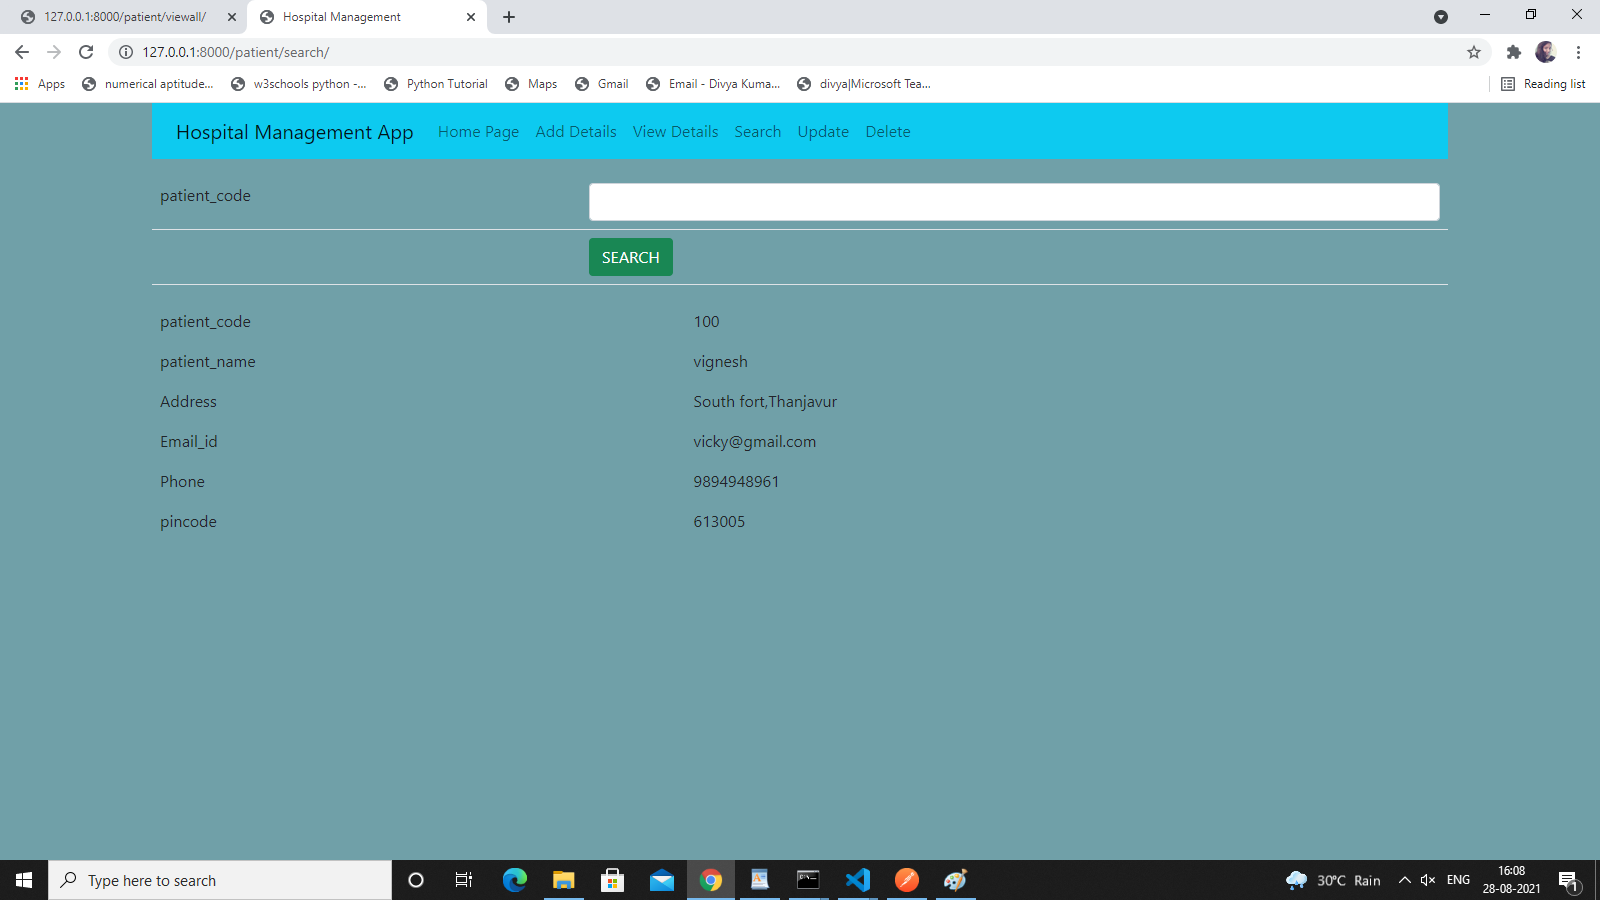 127.0.0.1:8000/patient/viewall/
Hospital Management
127.0.0.1:8000/patient/search/
Apps numerical aptitude... w3schools python -... Python Tutorial Maps Gmail Email - Divya Kuma... divya|Microsoft Tea... Reading list
Hospital Management App Home Page Add Details View Details Search Update Delete
patient_code
SEARCH
patient_code 100
patient_name vignesh
Address South fort,Thanjavur
Email_id vicky@gmail.com
Phone 9894948961
pincode 613005
Type here to search
30°C Rain
ENG
16:08
28-08-2021
1